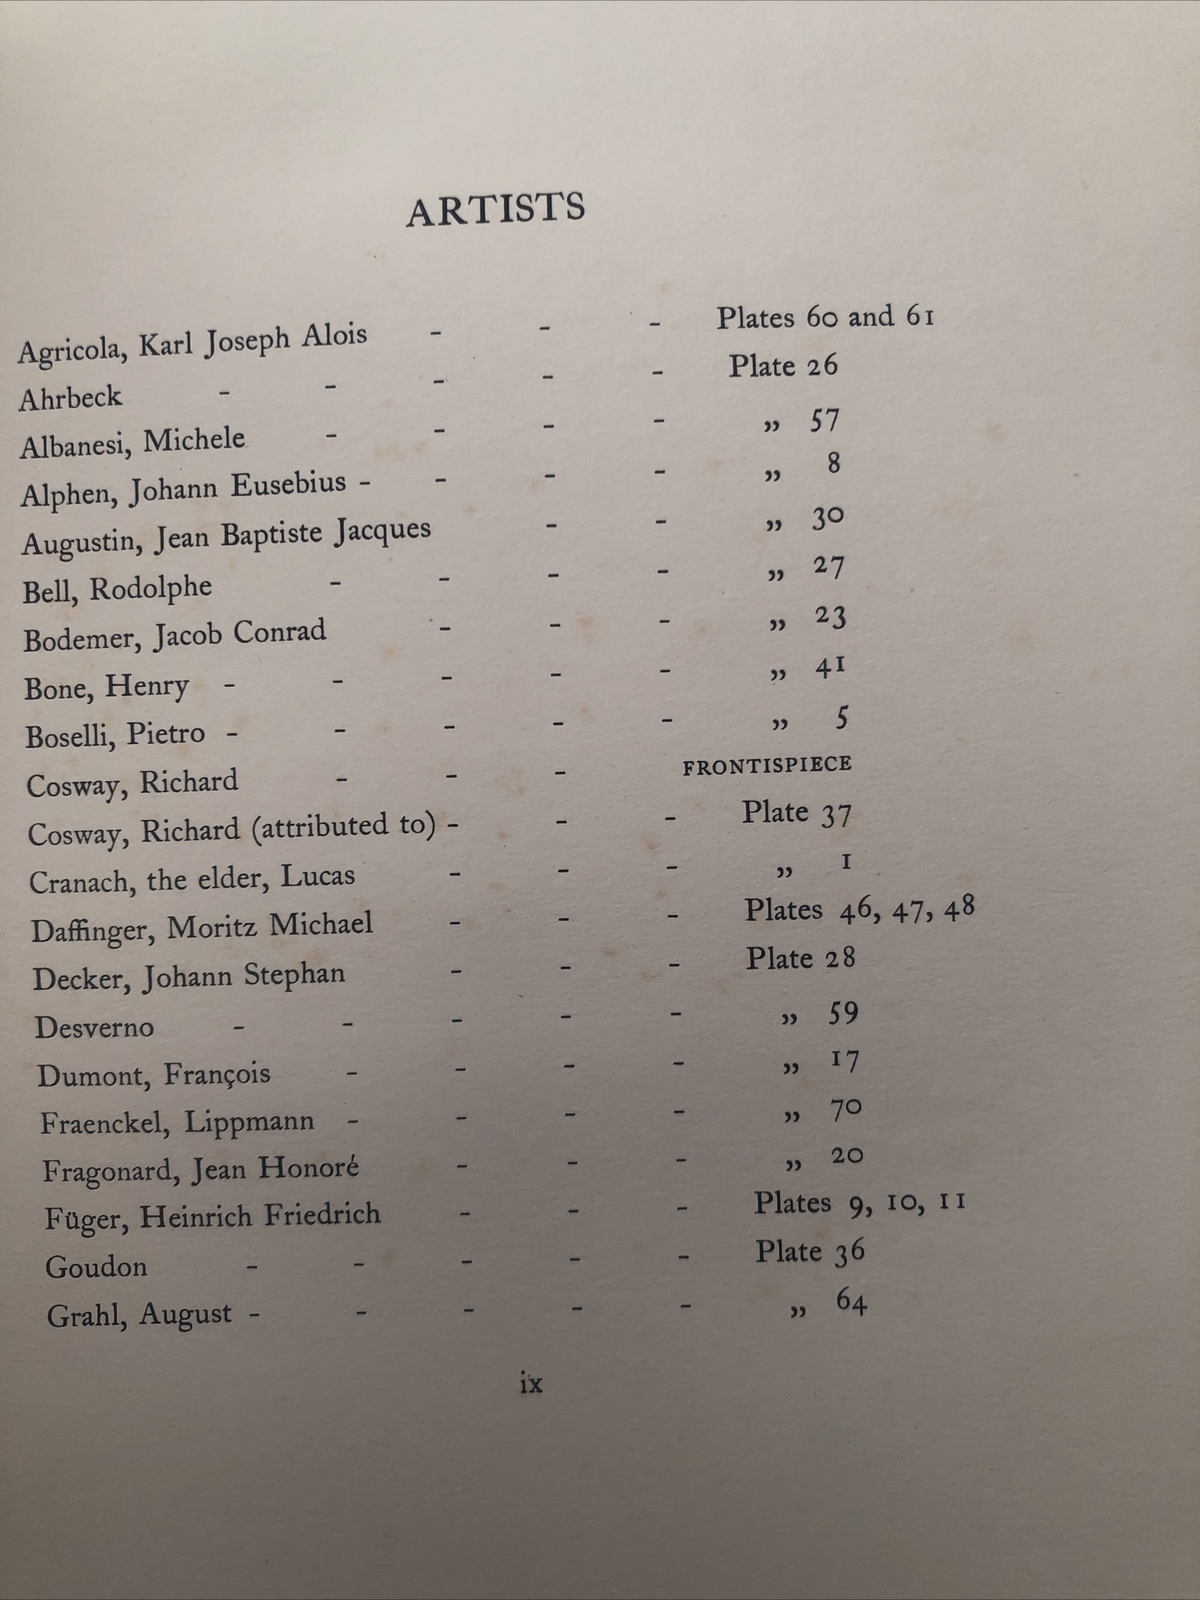 ARTISTS
Agricola, Karl Joseph Alois - - - Plates 60 and 61
Ahrbeck - - - - - Plate 26
Albanesi, Michele - - - - „ 57
Alphen, Johann Eusebius - - - - „ 8
Augustin, Jean Baptiste Jacques - - „ 30
Bell, Rodolphe - - - - „ 27
Bodemer, Jacob Conrad - - - „ 23
Bone, Henry - - - - - „ 41
Boselli, Pietro - - - - - „ 5
Cosway, Richard - - - FRONTISPIECE
Cosway, Richard (attributed to) - - - Plate 37
Cranach, the elder, Lucas - - - „ 1
Daffinger, Moritz Michael - - - Plates 46, 47, 48
Decker, Johann Stephan - - - Plate 28
Desverno - - - - - „ 59
Dumont, François - - - - „ 17
Fraenckel, Lippmann - - - - „ 70
Fragonard, Jean Honoré - - - „ 20
Füger, Heinrich Friedrich - - - Plates 9, 10, 11
Goudon - - - - - Plate 36
Grahl, August - - - - - „ 64
ix